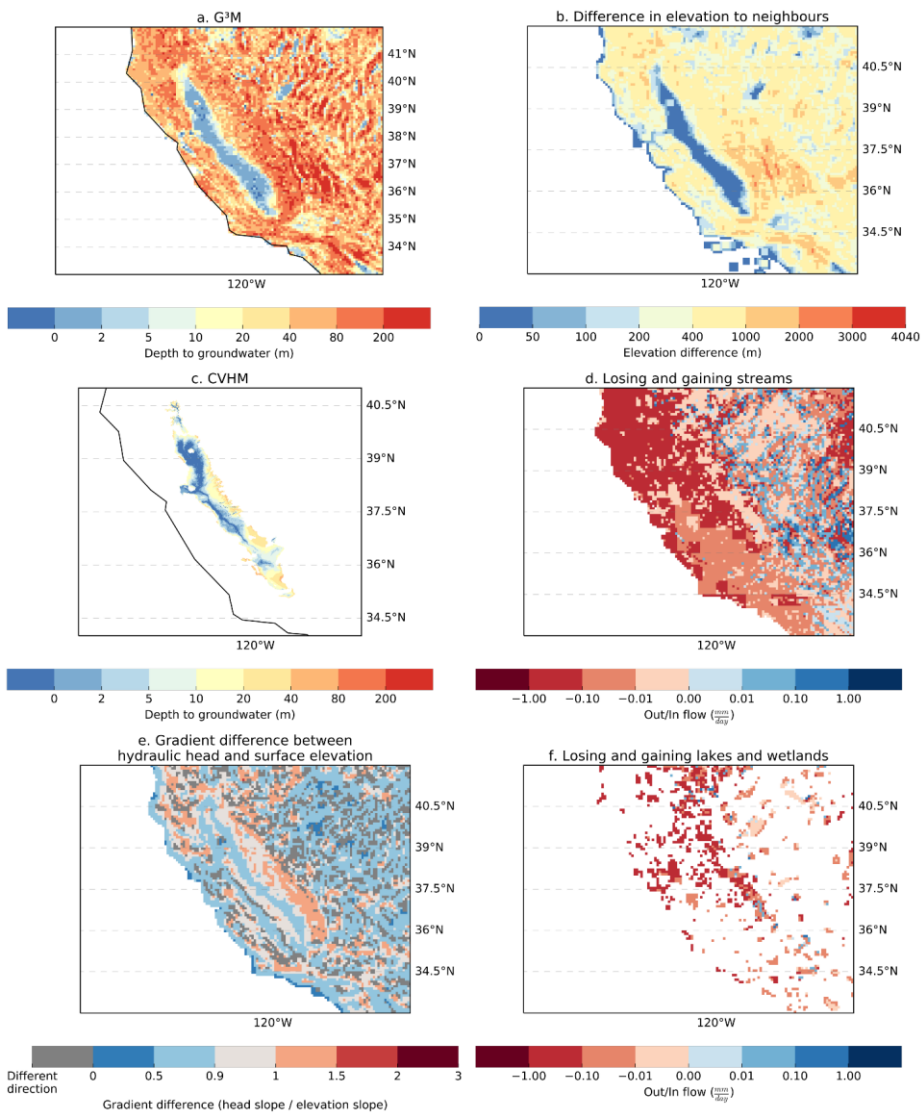 a. G³M
41°N
40°N
39°N
38°N
37°N
36°N
35°N
34°N
120°W
0 2 5 10 20 40 80 200
Depth to groundwater (m)
b. Difference in elevation to neighbours
40.5°N
39°N
37.5°N
36°N
34.5°N
120°W
0 50 100 200 400 1000 2000 3000 4040
Elevation difference (m)
c. CVHM
40.5°N
39°N
37.5°N
36°N
34.5°N
120°W
0 2 5 10 20 40 80 200
Depth to groundwater (m)
d. Losing and gaining streams
40.5°N
39°N
37.5°N
36°N
34.5°N
120°W
−1.00 −0.10 −0.01 0.00 0.01 0.10 1.00
Out/In flow (mm/day)
e. Gradient difference between
hydraulic head and surface elevation
40.5°N
39°N
37.5°N
36°N
34.5°N
120°W
Different
direction
0 0.5 0.9 1 1.5 2 3
Gradient difference (head slope / elevation slope)
f. Losing and gaining lakes and wetlands
40.5°N
39°N
37.5°N
36°N
34.5°N
120°W
−1.00 −0.10 −0.01 0.00 0.01 0.10 1.00
Out/In flow (mm/day)